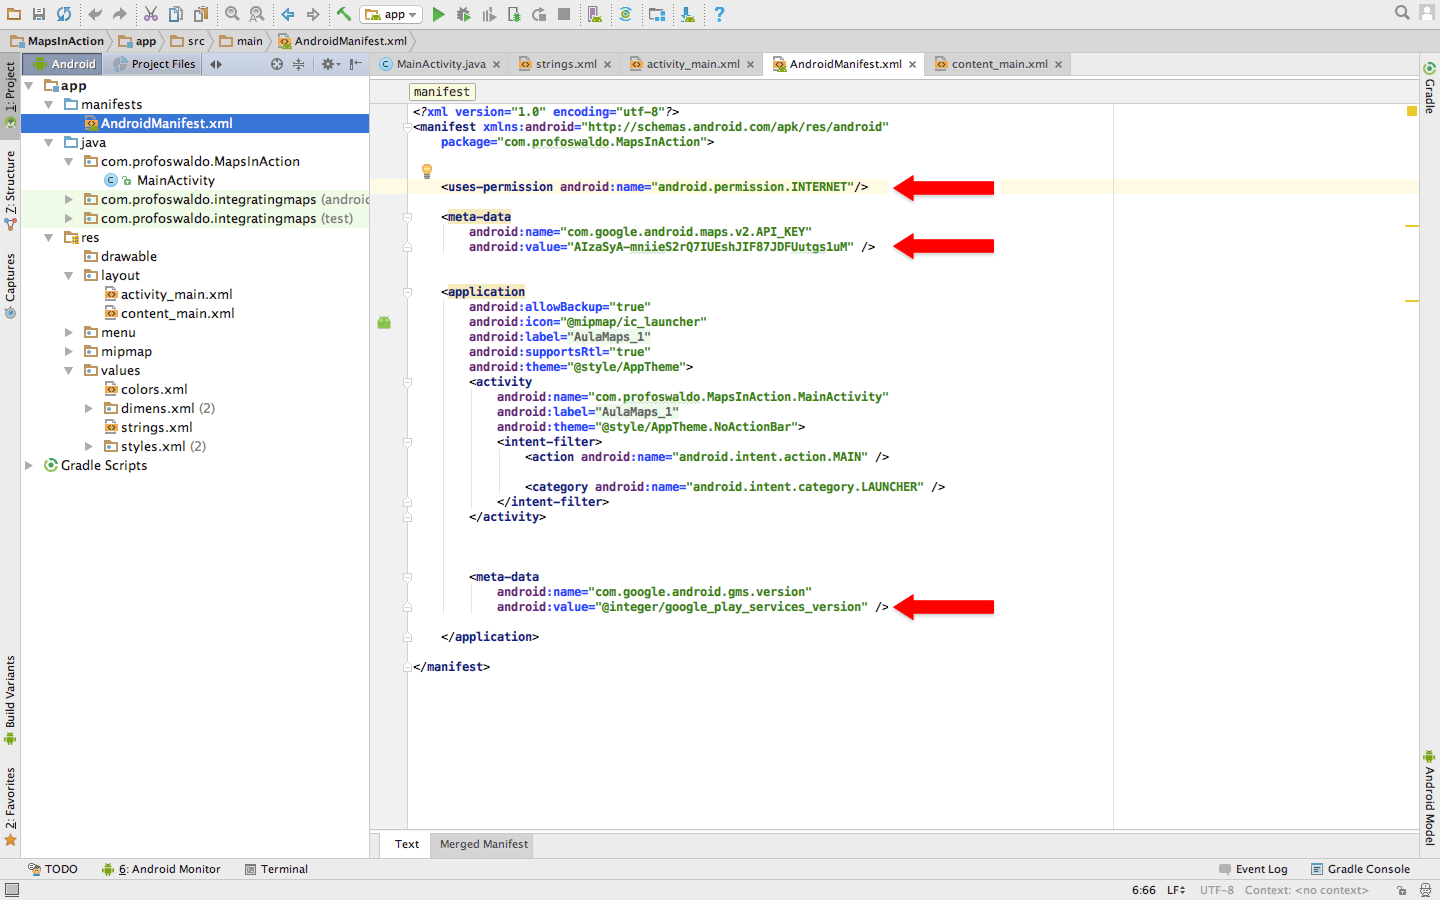 app
MapsInAction app src main AndroidManifest.xml
Android Project Files
MainActivity.java strings.xml activity_main.xml AndroidManifest.xml content_main.xml
1: Project
Z: Structure
Captures
Build Variants
2: Favorites
app
manifests
AndroidManifest.xml
java
com.profoswaldo.MapsInAction
MainActivity
com.profoswaldo.integratingmaps (android
com.profoswaldo.integratingmaps (test)
res
drawable
layout
activity_main.xml
content_main.xml
menu
mipmap
values
colors.xml
dimens.xml (2)
strings.xml
styles.xml (2)
Gradle Scripts
manifest
<?xml version="1.0" encoding="utf-8"?>
<manifest xmlns:android="http://schemas.android.com/apk/res/android"
package="com.profoswaldo.MapsInAction">
<uses-permission android:name="android.permission.INTERNET"/>
<meta-data
android:name="com.google.android.maps.v2.API_KEY"
android:value="AIzaSyA-mniieS2rQ7IUEshJIF87JDFUutgs1uM" />
<application
android:allowBackup="true"
android:icon="@mipmap/ic_launcher"
android:label="AulaMaps_1"
android:supportsRtl="true"
android:theme="@style/AppTheme">
<activity
android:name="com.profoswaldo.MapsInAction.MainActivity"
android:label="AulaMaps_1"
android:theme="@style/AppTheme.NoActionBar">
<intent-filter>
<action android:name="android.intent.action.MAIN" />
<category android:name="android.intent.category.LAUNCHER" />
</intent-filter>
</activity>
<meta-data
android:name="com.google.android.gms.version"
android:value="@integer/google_play_services_version" />
</application>
</manifest>
Gradle
Android Model
Text Merged Manifest
TODO 6: Android Monitor Terminal Event Log Gradle Console
6:66 LF UTF-8 Context: <no context>